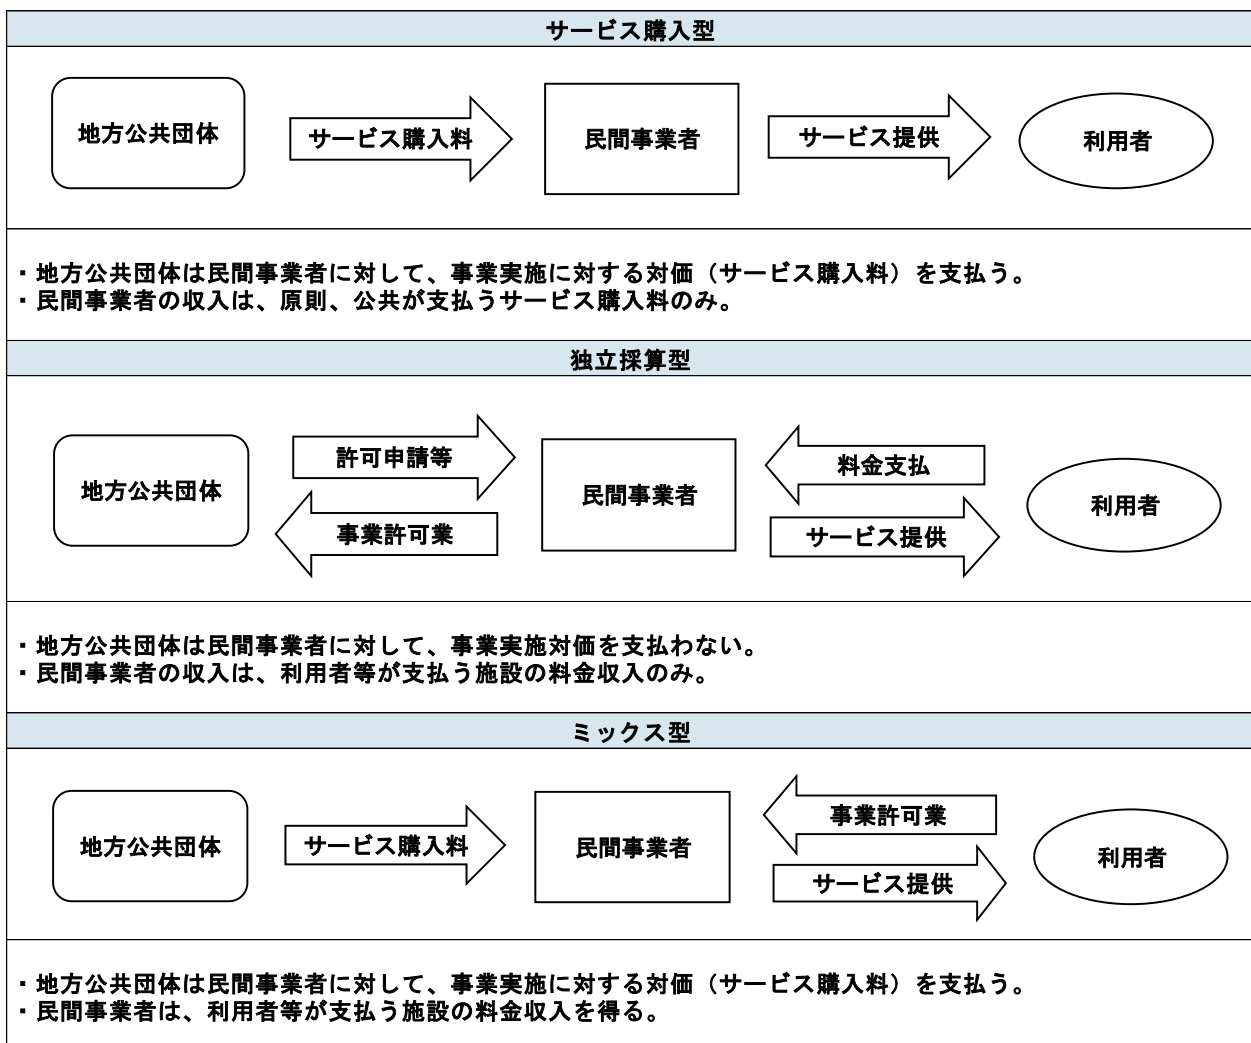 サービス購入型
地方公共団体
サービス購入料
民間事業者
サービス提供
利用者
・地方公共団体は民間事業者に対して、事業実施に対する対価（サービス購入料）を支払う。
・民間事業者の収入は、原則、公共が支払うサービス購入料のみ。
独立採算型
地方公共団体
許可申請等
事業許可業
民間事業者
料金支払
サービス提供
利用者
・地方公共団体は民間事業者に対して、事業実施対価を支払わない。
・民間事業者の収入は、利用者等が支払う施設の料金収入のみ。
ミックス型
地方公共団体
サービス購入料
民間事業者
事業許可業
サービス提供
利用者
・地方公共団体は民間事業者に対して、事業実施に対する対価（サービス購入料）を支払う。
・民間事業者は、利用者等が支払う施設の料金収入を得る。